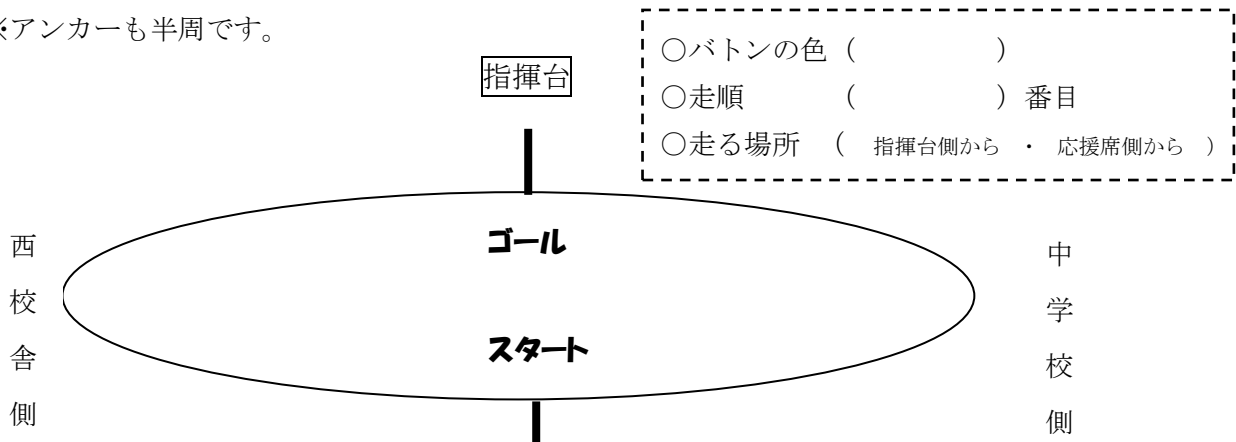 ※アンカーも半周です。
○バトンの色（　　　　　）
指揮台
○走順　　　（　　　　　）番目
○走る場所　（　指揮台側から　・　応援席側から　）
ゴール
西校舎側
中学校側
スタート